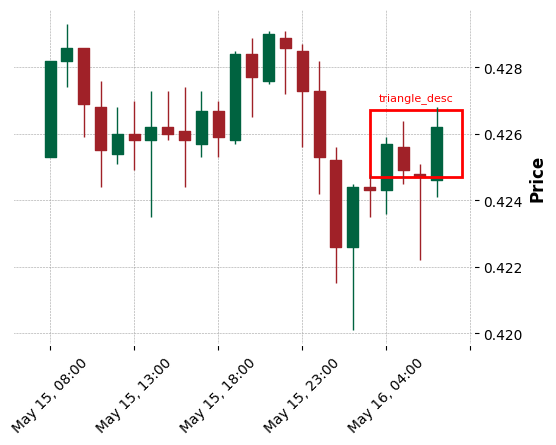 triangle_desc
0.428
0.426
0.424
0.422
0.420
Price
May 15, 08:00
May 15, 13:00
May 15, 18:00
May 15, 23:00
May 16, 04:00